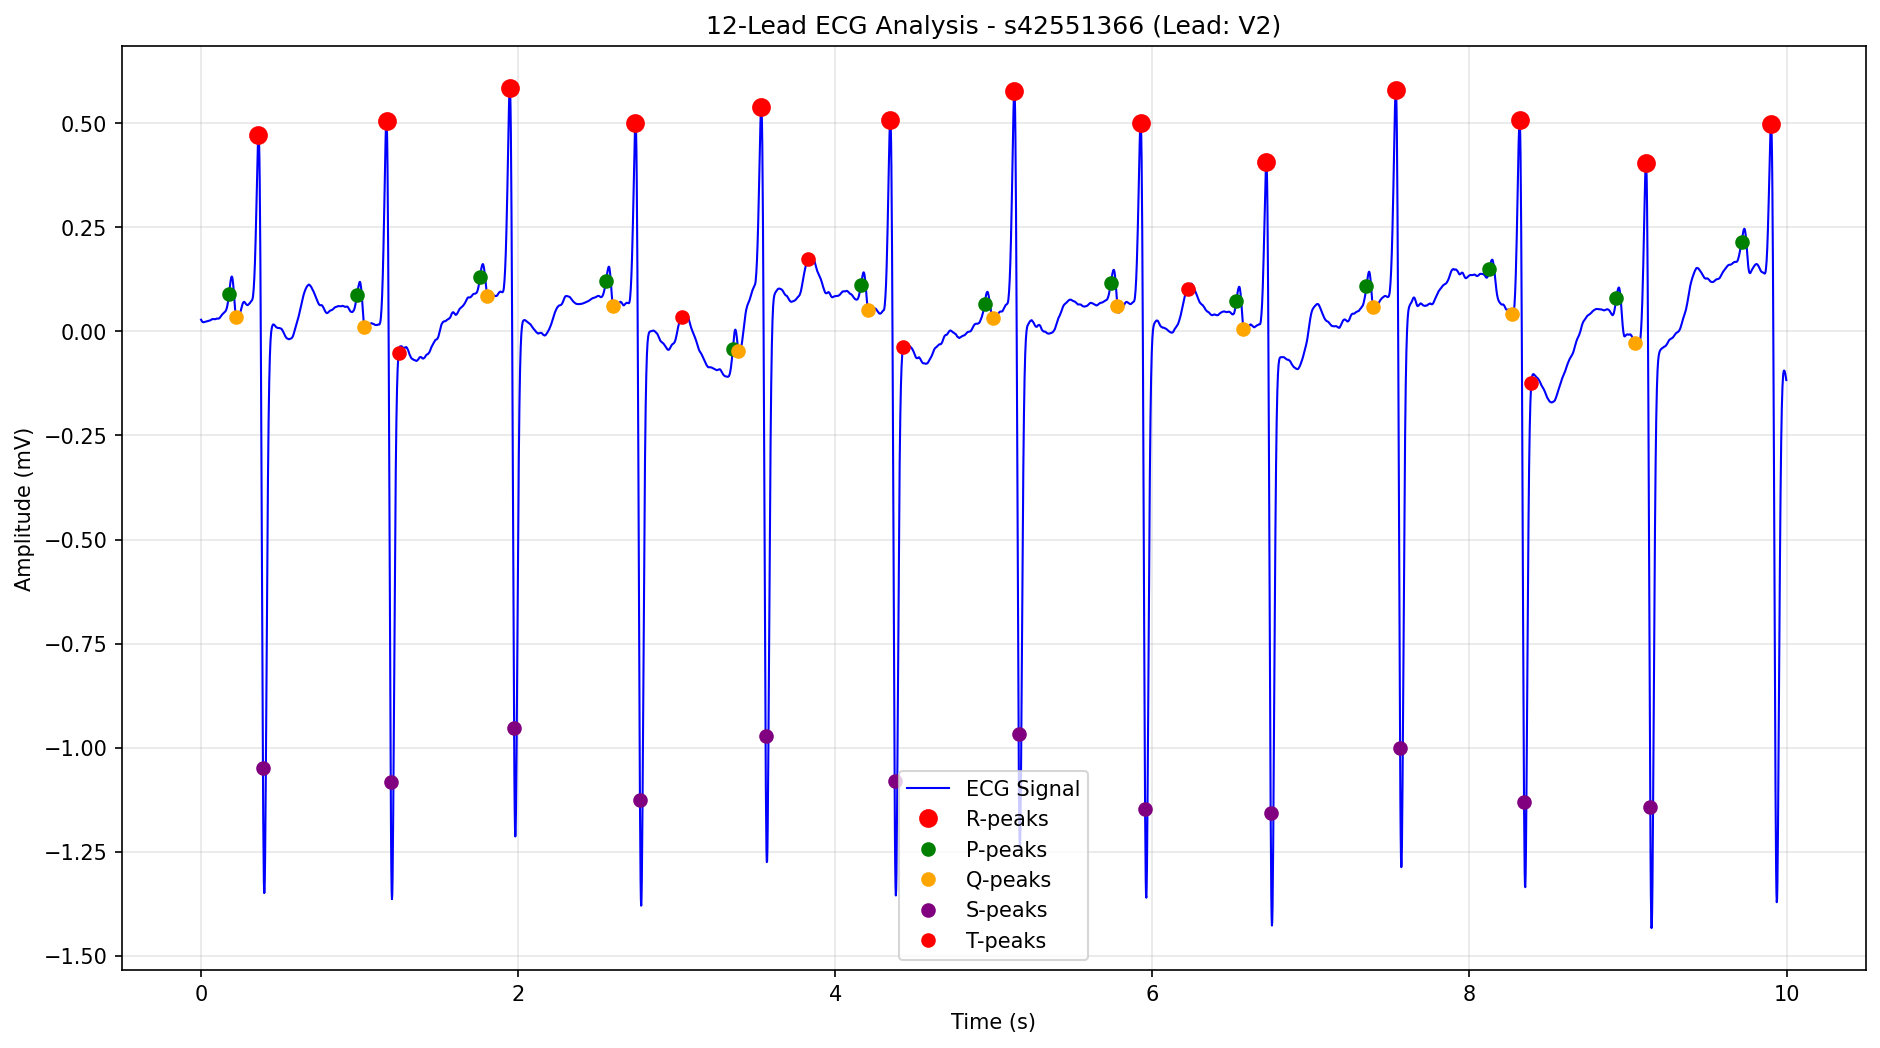 12-Lead ECG Analysis - s42551366 (Lead: V2)
Amplitude (mV)
0.50
0.25
0.00
−0.25
−0.50
−0.75
−1.00
−1.25
−1.50
ECG Signal
R-peaks
P-peaks
Q-peaks
S-peaks
T-peaks
0 2 4 6 8 10
Time (s)